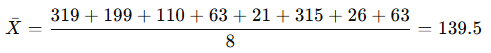 X̄ = (319 + 199 + 110 + 63 + 21 + 315 + 26 + 63) / 8 = 139.5